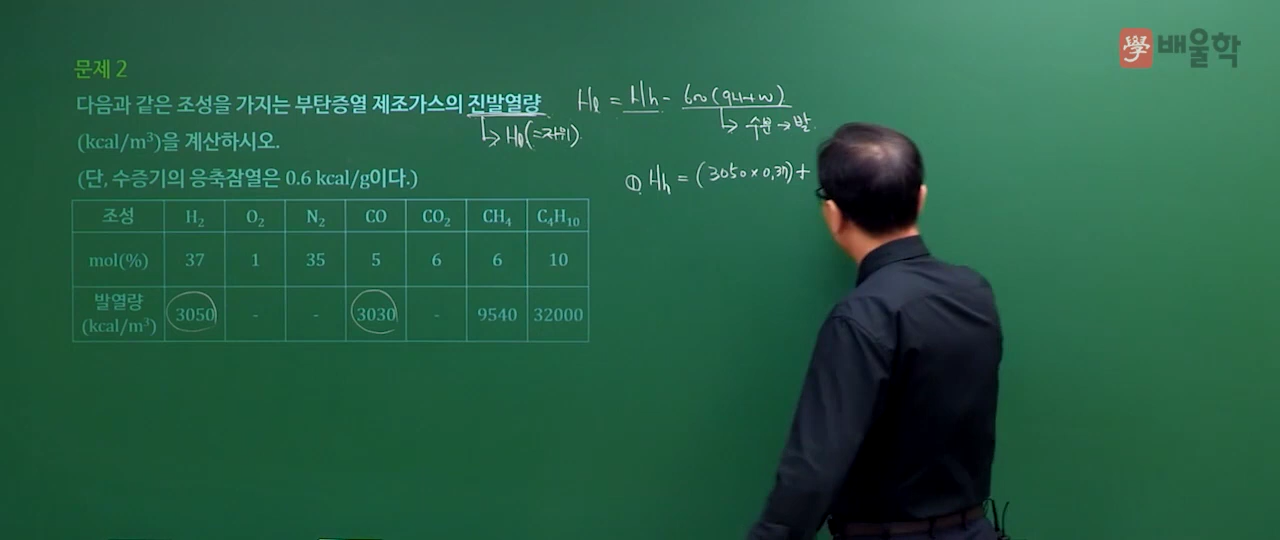 學 배울학
문제 2
다음과 같은 조성을 가지는 부탄증열 제조가스의 진발열량
(kcal/m³)을 계산하시오.
(단, 수증기의 응축잠열은 0.6 kcal/g이다.)
조성 H₂ O₂ N₂ CO CO₂ CH₄ C₄H₁₀
mol(%) 37 1 35 5 6 6 10
발열량 (kcal/m³) 3050 - - 3030 - 9540 32000
Hl = Hh - 600(9H+W)
↳ Hl(=저위)
↳ 수분→발
① Hh = (3050×0.37)+